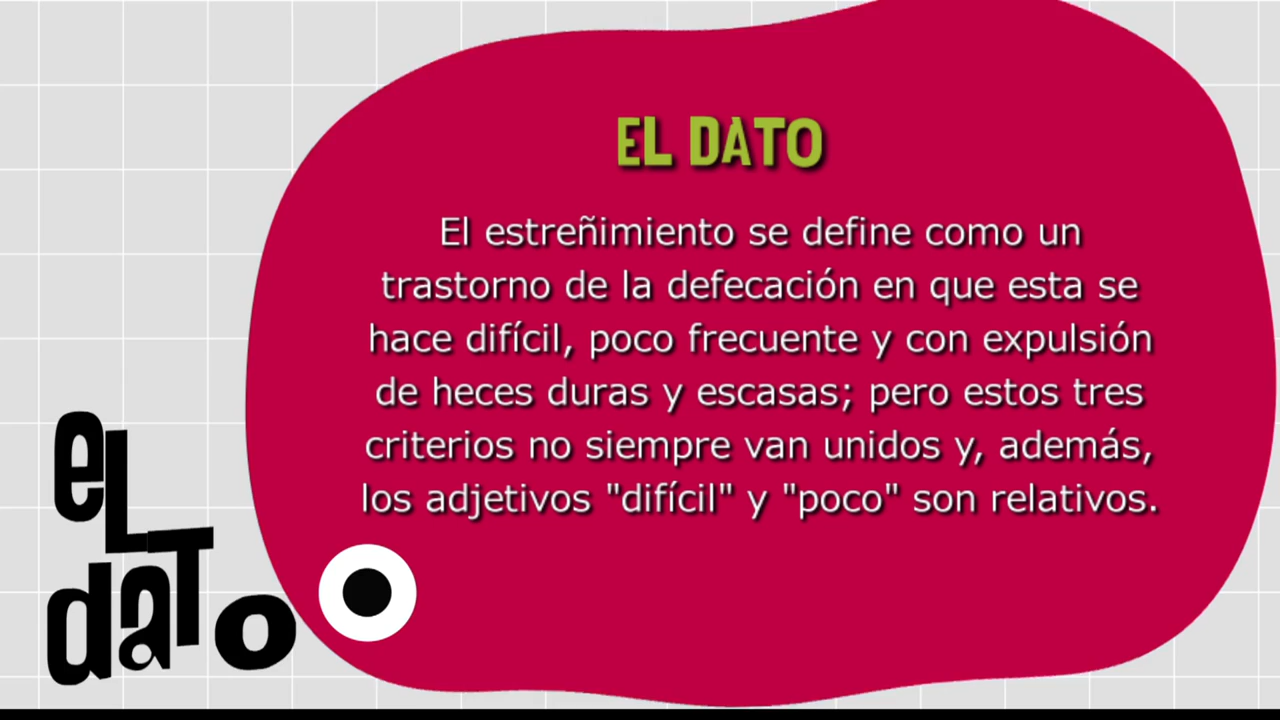 EL DATO
El estreñimiento se define como un
trastorno de la defecación en que esta se
hace difícil, poco frecuente y con expulsión
de heces duras y escasas; pero estos tres
criterios no siempre van unidos y, además,
los adjetivos "difícil" y "poco" son relativos.
eL
daTo